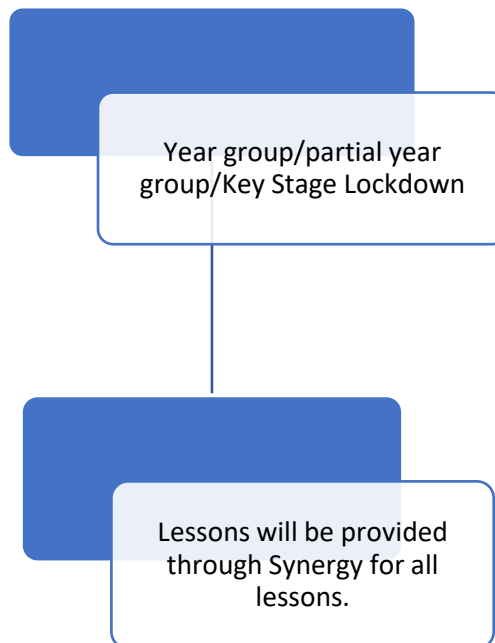 Year group/partial year
group/Key Stage Lockdown
Lessons will be provided
through Synergy for all
lessons.